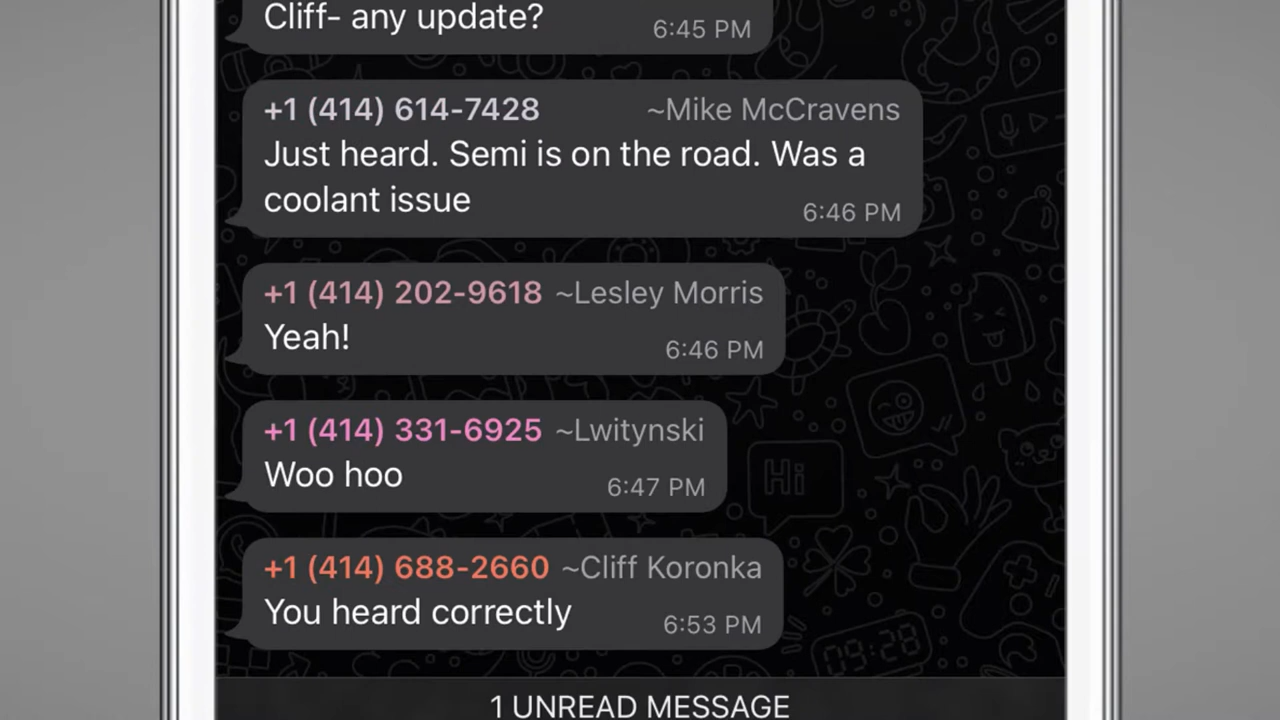 Cliff- any update?
6:45 PM
+1 (414) 614-7428 ~Mike McCravens
Just heard. Semi is on the road. Was a
coolant issue
6:46 PM
+1 (414) 202-9618 ~Lesley Morris
Yeah!
6:46 PM
+1 (414) 331-6925 ~Lwitynski
Woo hoo
6:47 PM
+1 (414) 688-2660 ~Cliff Koronka
You heard correctly
6:53 PM
Hi
09:28
1 UNREAD MESSAGE